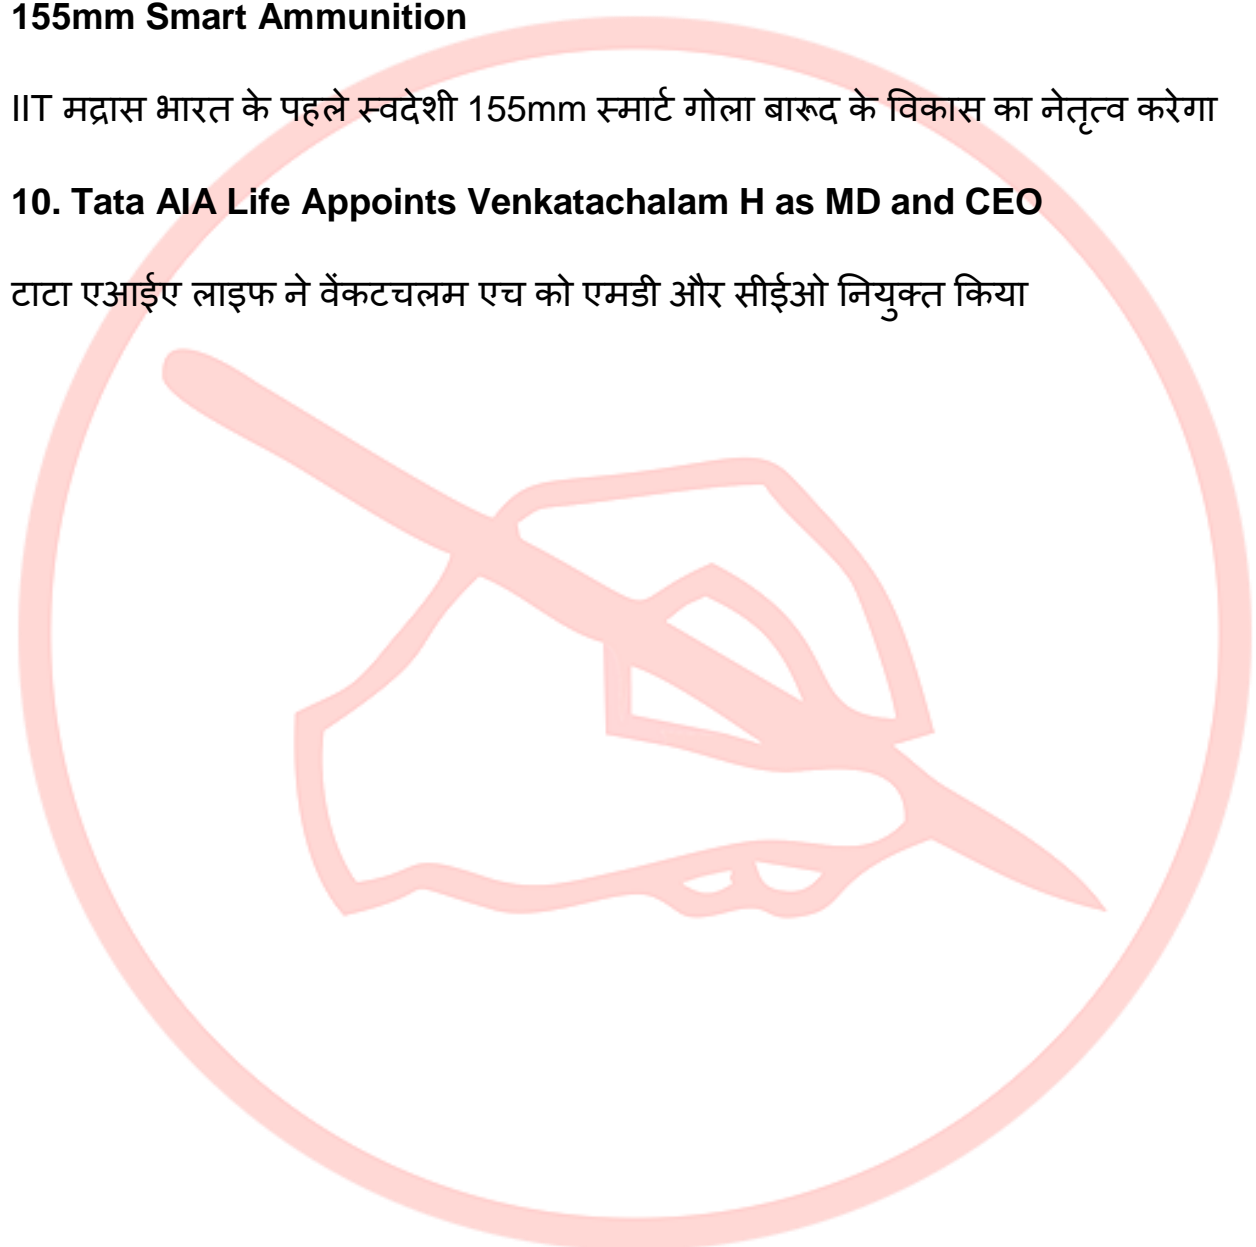 155mm Smart Ammunition
IIT मद्रास भारत के पहले स्वदेशी 155mm स्मार्ट गोला बारूद के विकास का नेतृत्व करेगा
10. Tata AIA Life Appoints Venkatachalam H as MD and CEO
टाटा एआईए लाइफ ने वेंकटचलम एच को एमडी और सीईओ नियुक्त किया